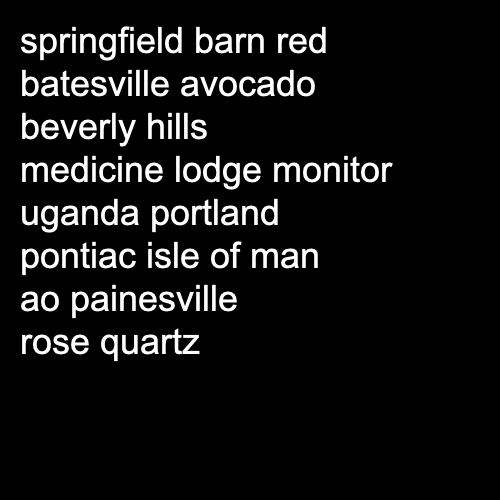 springfield barn red
batesville avocado
beverly hills
medicine lodge monitor
uganda portland
pontiac isle of man
ao painesville
rose quartz